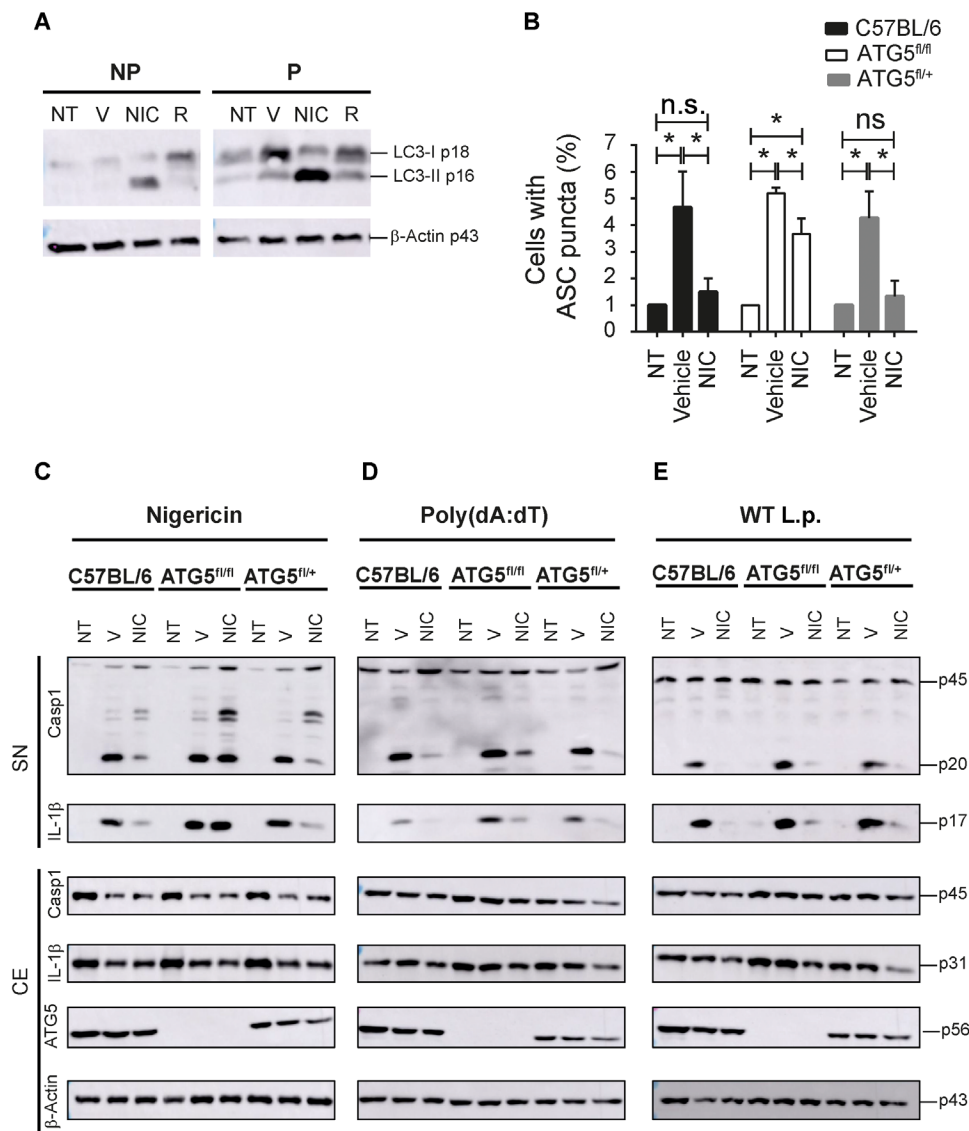 A
NP P
NT V NIC R NT V NIC R
LC3-I p18
LC3-II p16
β-Actin p43
B
C57BL/6
ATG5fl/fl
ATG5fl/+
n.s. * ns
* * * * * *
Cells with
ASC puncta (%)
7
6
5
4
3
2
1
0
NT Vehicle NIC NT Vehicle NIC NT Vehicle NIC
C D E
Nigericin Poly(dA:dT) WT L.p.
C57BL/6 ATG5fl/fl ATG5fl/+ C57BL/6 ATG5fl/fl ATG5fl/+ C57BL/6 ATG5fl/fl ATG5fl/+
NT V NIC NT V NIC NT V NIC NT V NIC NT V NIC NT V NIC NT V NIC NT V NIC NT V NIC
SN
Casp1 p45
p20
IL-1β p17
CE
Casp1 p45
IL-1β p31
ATG5 p56
β-Actin p43